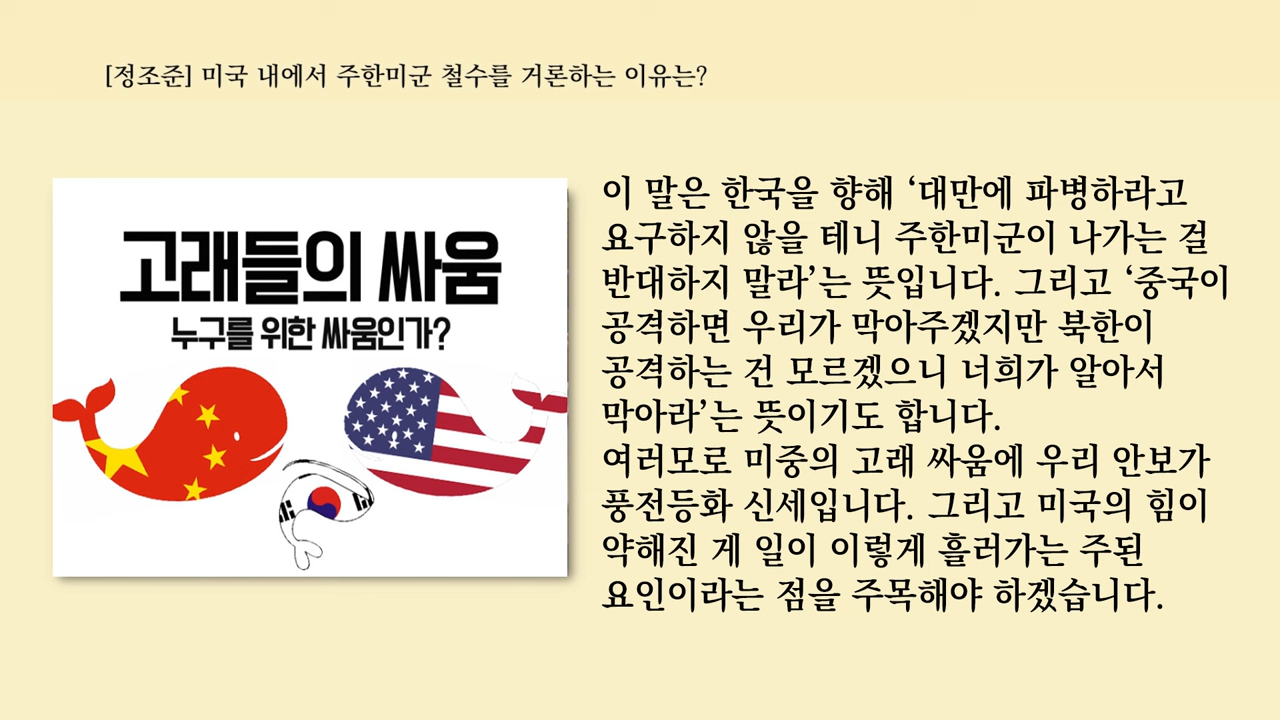 [정조준] 미국 내에서 주한미군 철수를 거론하는 이유는?
고래들의 싸움
누구를 위한 싸움인가?
이 말은 한국을 향해 ‘대만에 파병하라고
요구하지 않을 테니 주한미군이 나가는 걸
반대하지 말라’는 뜻입니다. 그리고 ‘중국이
공격하면 우리가 막아주겠지만 북한이
공격하는 건 모르겠으니 너희가 알아서
막아라’는 뜻이기도 합니다.
여러모로 미중의 고래 싸움에 우리 안보가
풍전등화 신세입니다. 그리고 미국의 힘이
약해진 게 일이 이렇게 흘러가는 주된
요인이라는 점을 주목해야 하겠습니다.